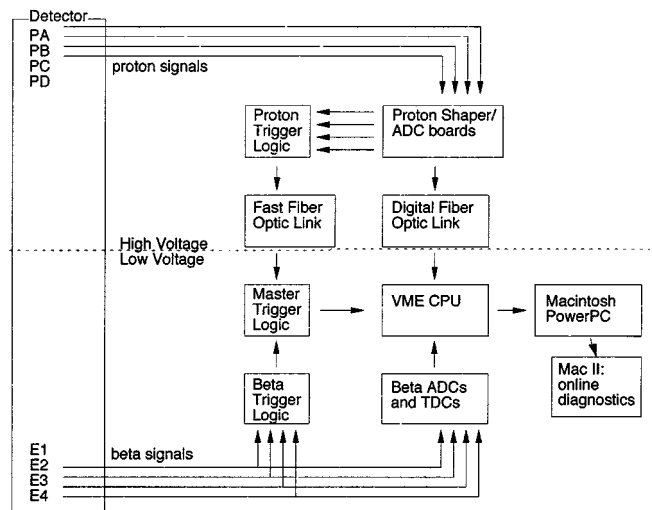 Detector
PA
PB
PC
PD
proton signals
Proton
Trigger
Logic
Proton Shaper/
ADC boards
Fast Fiber
Optic Link
Digital Fiber
Optic Link
High Voltage
Low Voltage
Master
Trigger
Logic
VME CPU
Macintosh
PowerPC
Beta
Trigger
Logic
Beta ADCs
and TDCs
Mac II:
online
diagnostics
beta signals
E1
E2
E3
E4